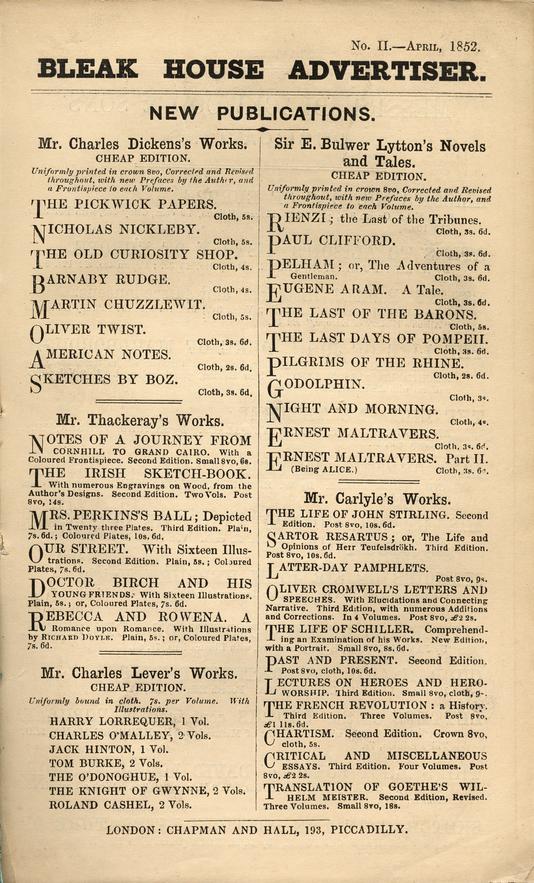 No. II.—April, 1852.
BLEAK HOUSE ADVERTISER.
NEW PUBLICATIONS.
Mr. Charles Dickens's Works.
CHEAP EDITION.
Uniformly printed in crown 8vo, Corrected and Revised
throughout, with new Prefaces by the Author, and
a Frontispiece to each Volume.
THE PICKWICK PAPERS.
Cloth, 5s.
NICHOLAS NICKLEBY.
Cloth, 5s.
THE OLD CURIOSITY SHOP.
Cloth, 4s.
BARNABY RUDGE.
Cloth, 4s.
MARTIN CHUZZLEWIT.
Cloth, 5s.
OLIVER TWIST.
Cloth, 3s. 6d.
AMERICAN NOTES.
Cloth, 2s. 6d.
SKETCHES BY BOZ.
Cloth, 3s. 6d.
Mr. Thackeray's Works.
NOTES OF A JOURNEY FROM
CORNHILL TO GRAND CAIRO. With a
Coloured Frontispiece. Second Edition. Small 8vo, 6s.
THE IRISH SKETCH-BOOK.
With numerous Engravings on Wood, from the
Author's Designs. Second Edition. Two Vols. Post
8vo, 14s.
MRS. PERKINS'S BALL; Depicted
in Twenty three Plates. Third Edition. Plain,
7s. 6d.; Coloured Plates, 10s. 6d.
OUR STREET. With Sixteen Illus-
trations. Second Edition. Plain, 5s.; Coloured
Plates, 7s. 6d.
DOCTOR BIRCH AND HIS
YOUNG FRIENDS. With Sixteen Illustrations.
Plain, 5s.; or, Coloured Plates, 7s. 6d.
REBECCA AND ROWENA. A
Romance upon Romance. With Illustrations
by RICHARD DOYLE. Plain, 5s.; or, Coloured Plates,
7s. 6d.
Mr. Charles Lever's Works.
CHEAP EDITION.
Uniformly bound in cloth. 7s. per Volume. With
Illustrations.
HARRY LORREQUER, 1 Vol.
CHARLES O'MALLEY, 2 Vols.
JACK HINTON, 1 Vol.
TOM BURKE, 2 Vols.
THE O'DONOGHUE, 1 Vol.
THE KNIGHT OF GWYNNE, 2 Vols.
ROLAND CASHEL, 2 Vols.
Sir E. Bulwer Lytton's Novels
and Tales.
CHEAP EDITION.
Uniformly printed in crown 8vo, Corrected and Revised
throughout, with new Prefaces by the Author, and
a Frontispiece to each Volume.
RIENZI; the Last of the Tribunes.
Cloth, 3s. 6d.
PAUL CLIFFORD.
Cloth, 3s. 6d.
PELHAM; or, The Adventures of a
Gentleman. Cloth, 3s. 6d.
EUGENE ARAM. A Tale.
Cloth, 3s. 6d.
THE LAST OF THE BARONS.
Cloth, 5s.
THE LAST DAYS OF POMPEII.
Cloth, 3s. 6d.
PILGRIMS OF THE RHINE.
Cloth, 2s. 6d.
GODOLPHIN.
Cloth, 3s.
NIGHT AND MORNING.
Cloth, 4s.
ERNEST MALTRAVERS.
Cloth, 3s. 6d.
ERNEST MALTRAVERS. Part II.
(Being ALICE.) Cloth, 3s. 6d.
Mr. Carlyle's Works.
THE LIFE OF JOHN STIRLING. Second
Edition. Post 8vo, 10s. 6d.
SARTOR RESARTUS; or, The Life and
Opinions of Herr Teufelsdrökh. Third Edition.
Post 8vo, 10s. 6d.
LATTER-DAY PAMPHLETS.
Post 8vo, 9s.
OLIVER CROMWELL'S LETTERS AND
SPEECHES. With Elucidations and Connecting
Narrative. Third Edition, with numerous Additions
and Corrections. In 4 Volumes. Post 8vo, £2 2s.
THE LIFE OF SCHILLER. Comprehend-
ing an Examination of his Works. New Edition,
with a Portrait. Small 8vo, 8s. 6d.
PAST AND PRESENT. Second Edition.
Post 8vo, cloth, 10s. 6d.
LECTURES ON HEROES AND HERO-
WORSHIP. Third Edition. Small 8vo, cloth, 9s.
THE FRENCH REVOLUTION: a History.
Third Edition. Three Volumes. Post 8vo,
£1 11s. 6d.
CHARTISM. Second Edition. Crown 8vo,
cloth, 5s.
CRITICAL AND MISCELLANEOUS
ESSAYS. Third Edition. Four Volumes. Post
8vo, £2 2s.
TRANSLATION OF GOETHE'S WIL-
HELM MEISTER. Second Edition, Revised.
Three Volumes. Small 8vo, 18s.
LONDON: CHAPMAN AND HALL, 193, PICCADILLY.